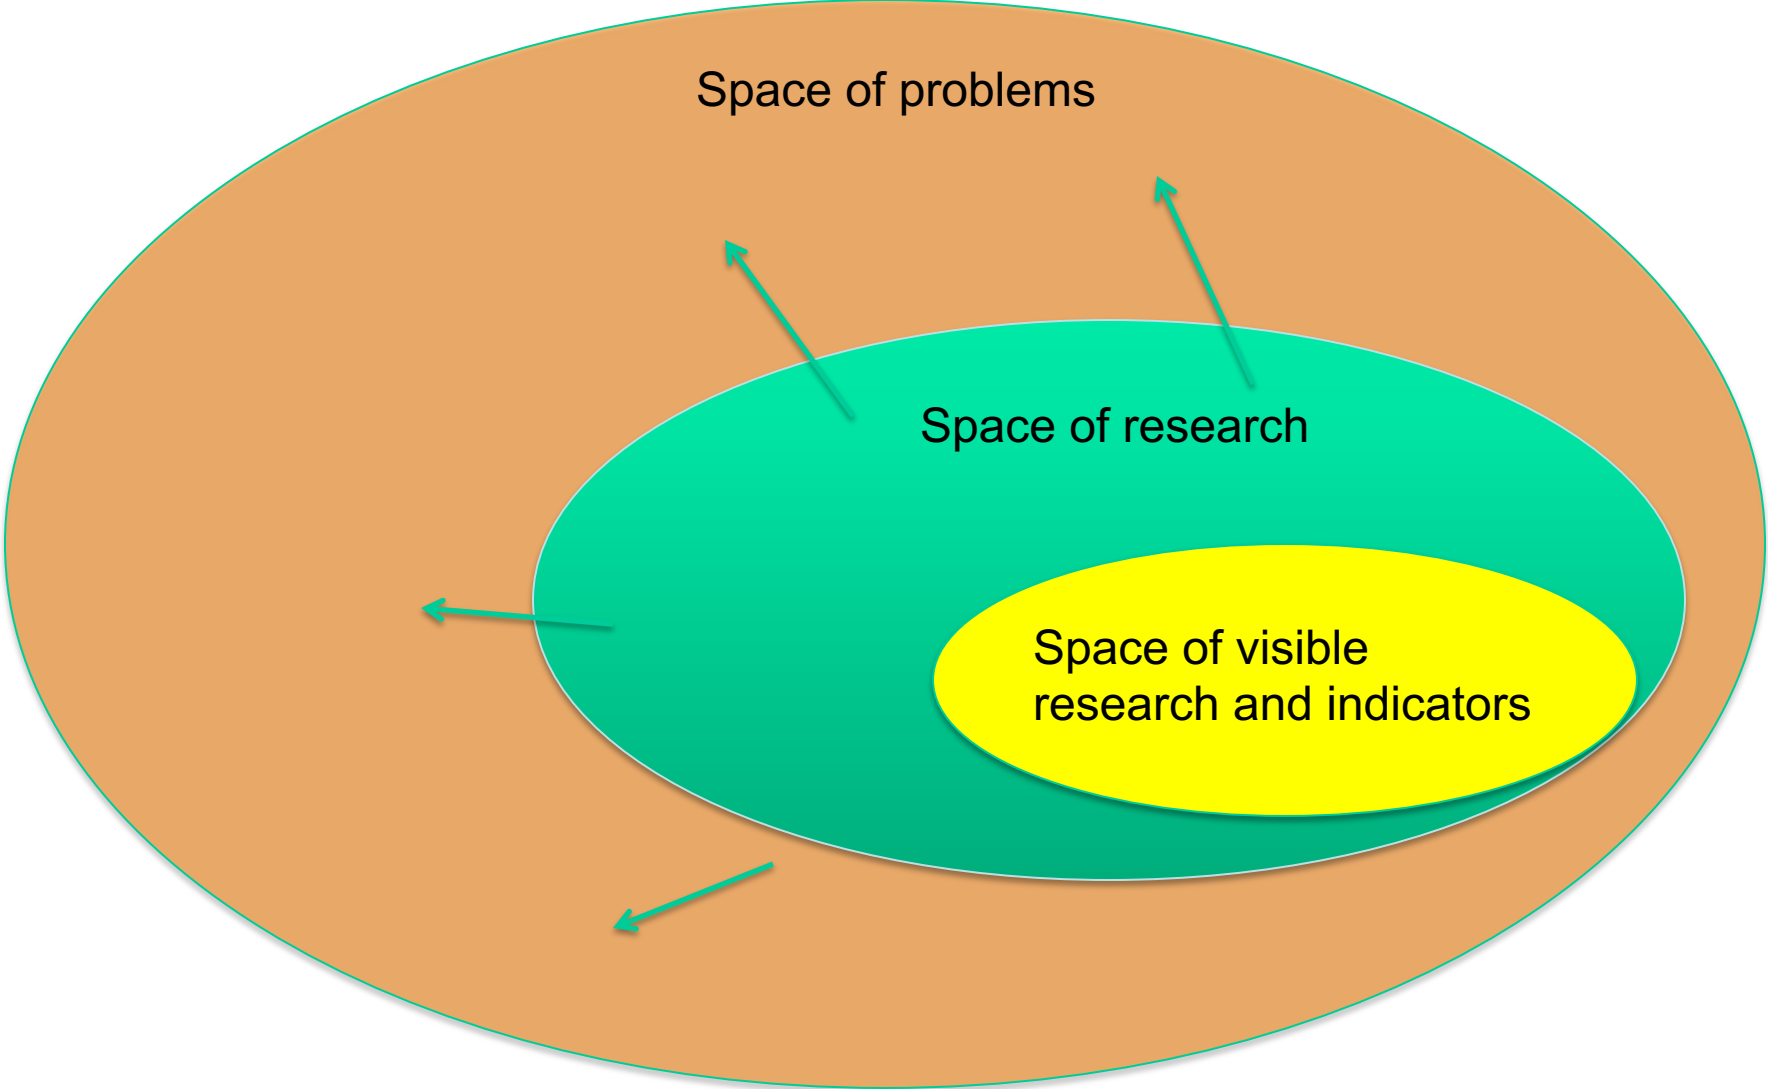 Space of problems
Space of research
Space of visible
research and indicators